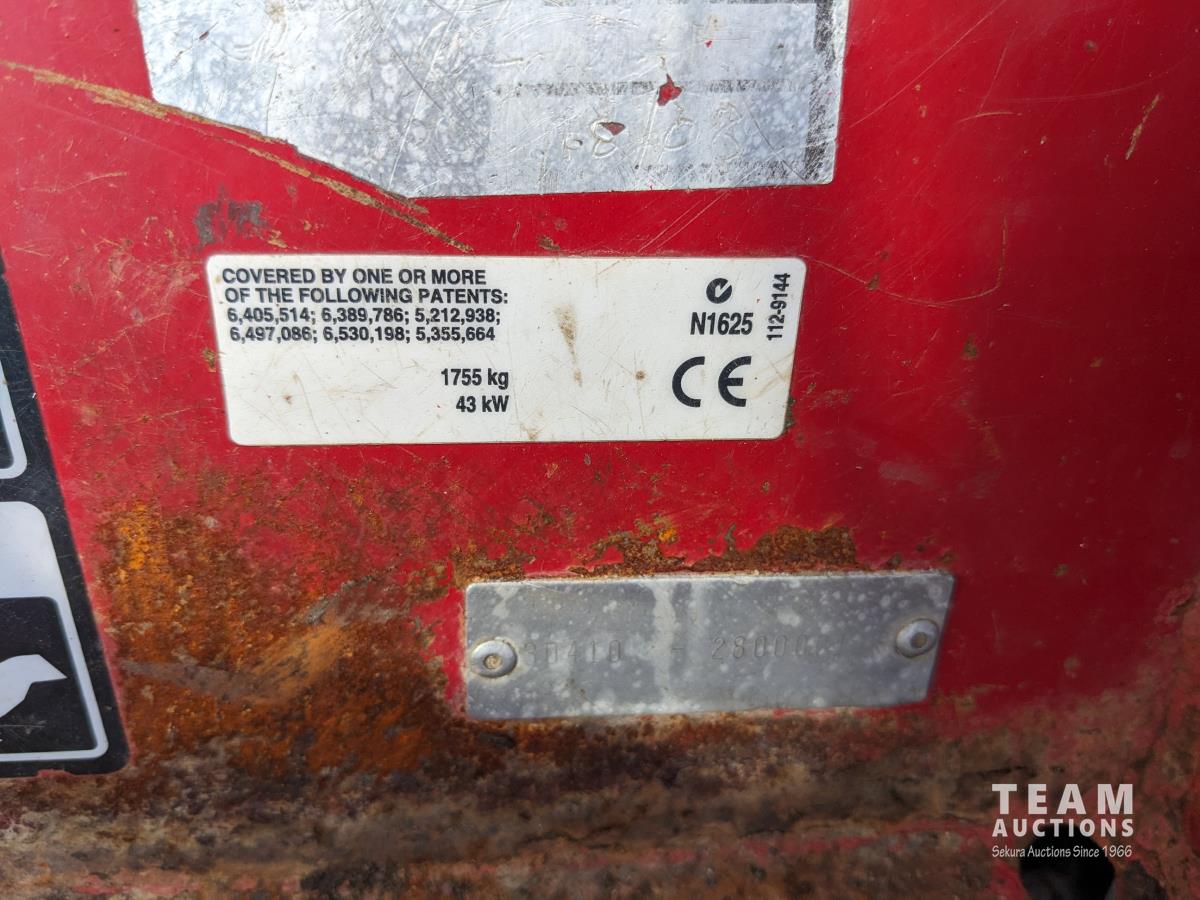 COVERED BY ONE OR MORE
OF THE FOLLOWING PATENTS:
6,405,514; 6,389,786; 5,212,938;
6,497,086; 6,530,198; 5,355,664
1755 kg
43 kW
N1625
CE
112-9144
TEAM
AUCTIONS
Sekura Auctions Since 1966